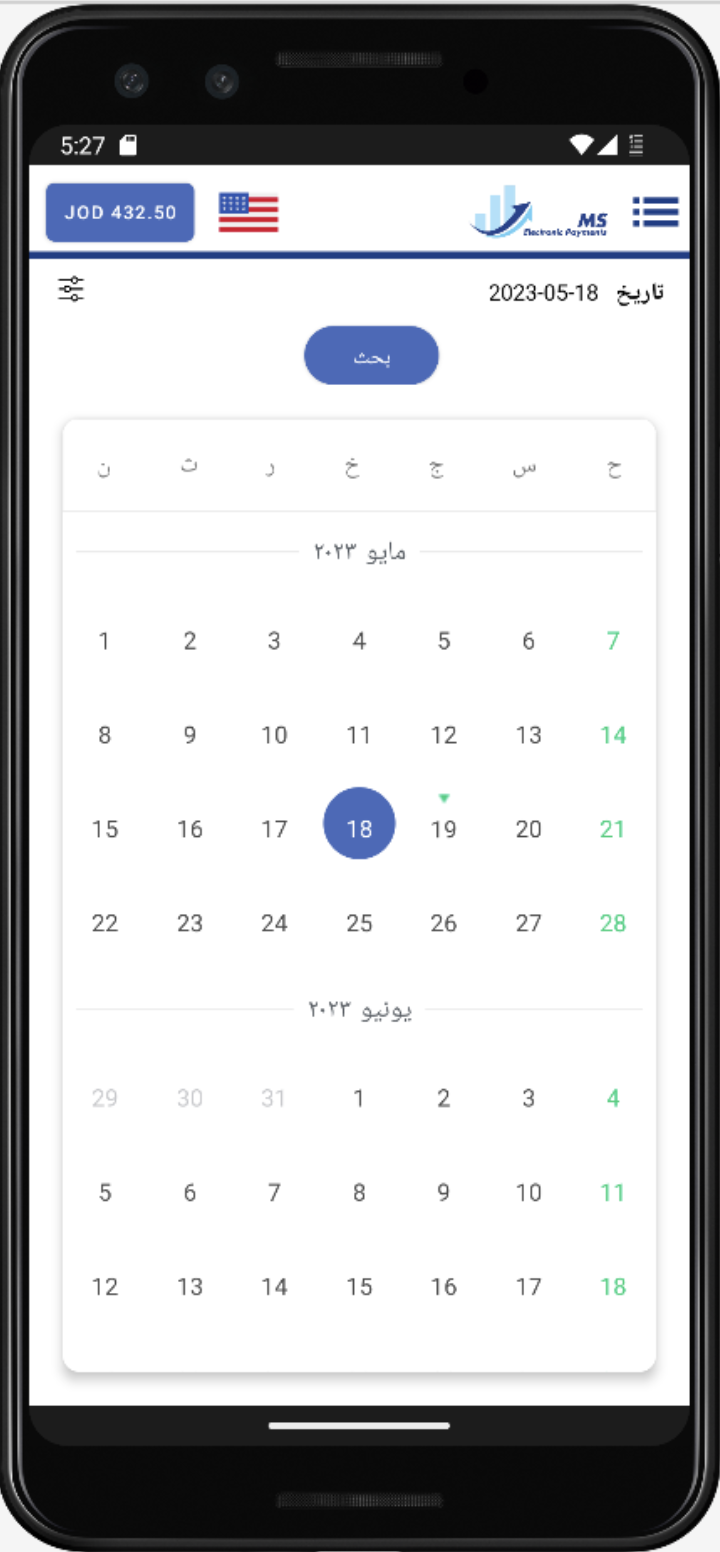 5:27
JOD 432.50
MS
Electronic Payments
تاريخ 2023-05-18
بحث
ن ث ر خ ج س ح
مايو ٢٠٢٣
1 2 3 4 5 6 7
8 9 10 11 12 13 14
15 16 17 18 19 20 21
22 23 24 25 26 27 28
يونيو ٢٠٢٣
29 30 31 1 2 3 4
5 6 7 8 9 10 11
12 13 14 15 16 17 18